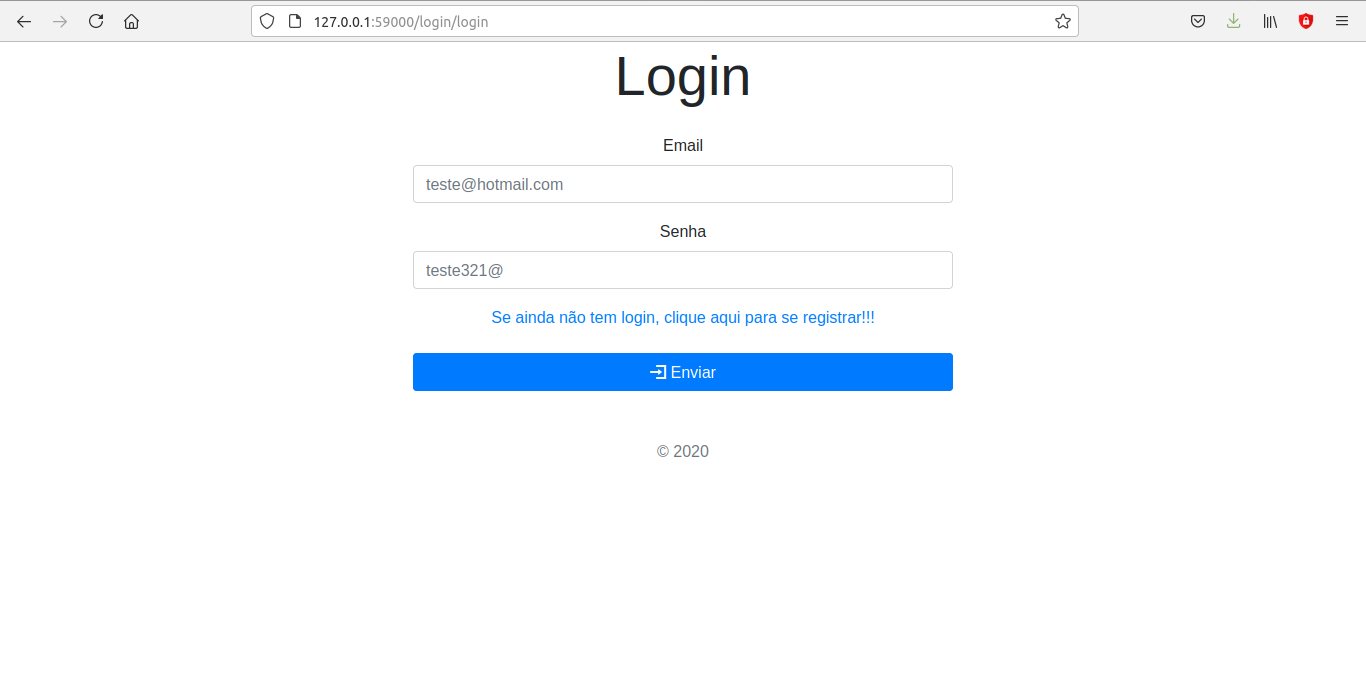 127.0.0.1:59000/login/login
Login
Email
teste@hotmail.com
Senha
teste321@
Se ainda não tem login, clique aqui para se registrar!!!
Enviar
© 2020